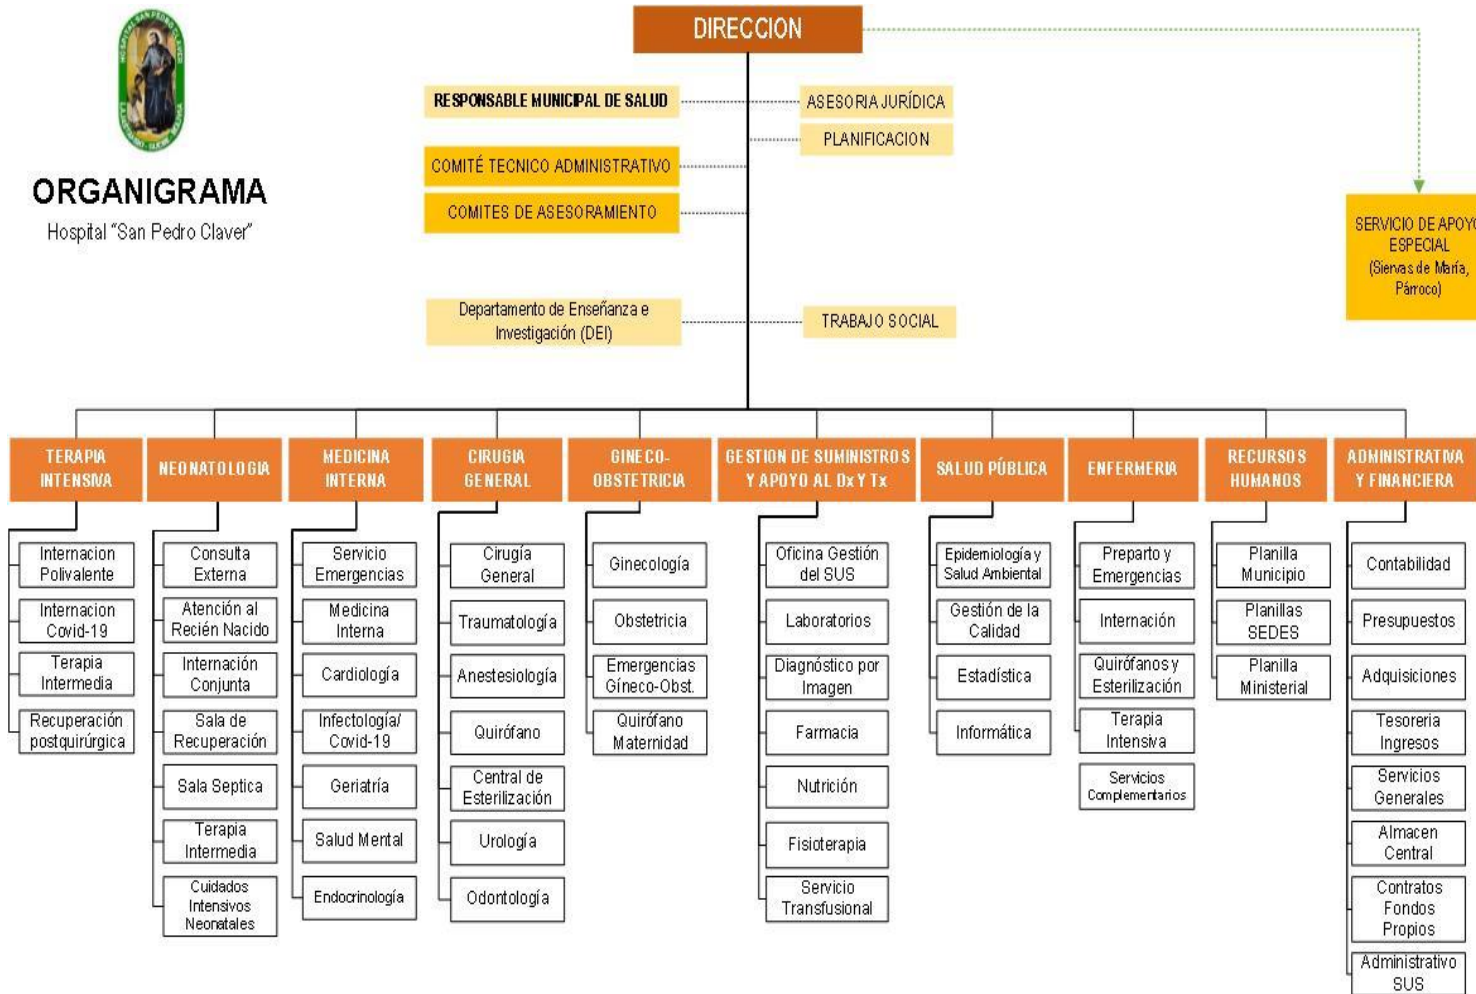 DIRECCION
HOSPITAL SAN PEDRO CLAVER
ORGANIGRAMA
Hospital "San Pedro Claver"
RESPONSABLE MUNICIPAL DE SALUD
ASESORIA JURÍDICA
PLANIFICACION
COMITÉ TECNICO ADMINISTRATIVO
COMITES DE ASESORAMIENTO
SERVICIO DE APOYO
ESPECIAL
(Siervas de María,
Párroco)
Departamento de Enseñanza e
Investigación (DEI)
TRABAJO SOCIAL
TERAPIA
INTENSIVA
Internacion
Polivalente
Internacion
Covid-19
Terapia
Intermedia
Recuperación
postquirúrgica
NEONATOLOGIA
Consulta
Externa
Atención al
Recién Nacido
Internación
Conjunta
Sala de
Recuperación
Sala Septica
Terapia
Intermedia
Cuidados
Intensivos
Neonatales
MEDICINA
INTERNA
Servicio
Emergencias
Medicina
Interna
Cardiología
Infectología/
Covid-19
Geriatría
Salud Mental
Endocrinología
CIRUGIA
GENERAL
Cirugía
General
Traumatología
Anestesiología
Quirófano
Central de
Esterilización
Urología
Odontología
GINECO-
OBSTETRICIA
Ginecología
Obstetricia
Emergencias
Gíneco-Obst.
Quirófano
Maternidad
GESTION DE SUMINISTROS
Y APOYO AL Dx Y Tx
Oficina Gestión
del SUS
Laboratorios
Diagnóstico por
Imagen
Farmacia
Nutrición
Fisioterapia
Servicio
Transfusional
SALUD PÚBLICA
Epidemiología y
Salud Ambiental
Gestión de la
Calidad
Estadística
Informática
ENFERMERIA
Preparto y
Emergencias
Internación
Quirófanos y
Esterilización
Terapia
Intensiva
Servicios
Complementarios
RECURSOS
HUMANOS
Planilla
Municipio
Planillas
SEDES
Planilla
Ministerial
ADMINISTRATIVA
Y FINANCIERA
Contabilidad
Presupuestos
Adquisiciones
Tesoreria
Ingresos
Servicios
Generales
Almacen
Central
Contratos
Fondos
Propios
Administrativo
SUS